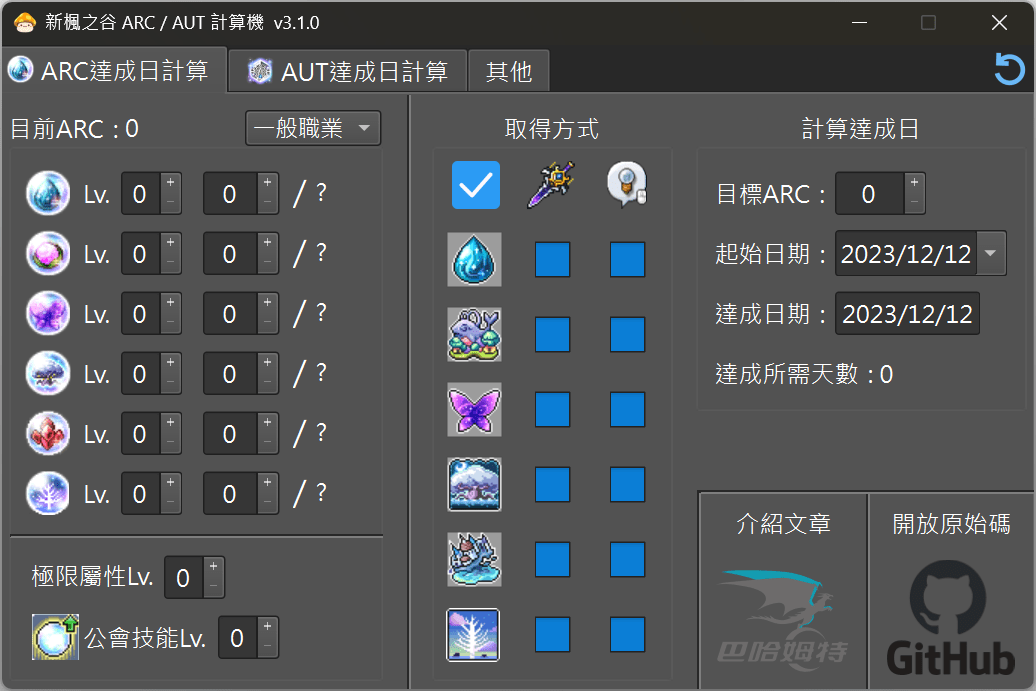 新楓之谷 ARC / AUT 計算機 v3.1.0
ARC達成日計算
AUT達成日計算
其他
目前ARC : 0
一般職業
Lv. 0 0 / ?
Lv. 0 0 / ?
Lv. 0 0 / ?
Lv. 0 0 / ?
Lv. 0 0 / ?
Lv. 0 0 / ?
極限屬性Lv. 0
公會技能Lv. 0
取得方式
計算達成日
目標ARC : 0
起始日期 : 2023/12/12
達成日期 : 2023/12/12
達成所需天數 : 0
介紹文章
巴哈姆特
開放原始碼
GitHub